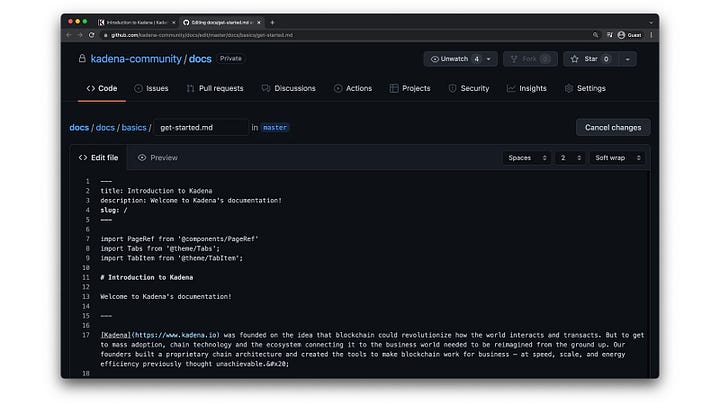 Introduction to Kadena | Kaden
Editing docs/get-started.md at
github.com/kadena-community/docs/edit/master/docs/basics/get-started.md
Guest
kadena-community / docs Private
Unwatch 4 Fork 0 Star 0
Code Issues Pull requests Discussions Actions Projects Security Insights Settings
docs / docs / basics / get-started.md in master Cancel changes
Edit file Preview Spaces 2 Soft wrap
1 ---
2 title: Introduction to Kadena
3 description: Welcome to Kadena's documentation!
4 slug: /
5 ---
6
7 import PageRef from '@components/PageRef'
8 import Tabs from '@theme/Tabs';
9 import TabItem from '@theme/TabItem';
10
11 # Introduction to Kadena
12
13 Welcome to Kadena's documentation!
14
15 ---
16
17 [Kadena](https://www.kadena.io) was founded on the idea that blockchain could revolutionize how the world interacts and transacts. But to get
to mass adoption, chain technology and the ecosystem connecting it to the business world needed to be reimagined from the ground up. Our
founders built a proprietary chain architecture and created the tools to make blockchain work for business – at speed, scale, and energy
efficiency previously thought unachievable.&#x20;
18